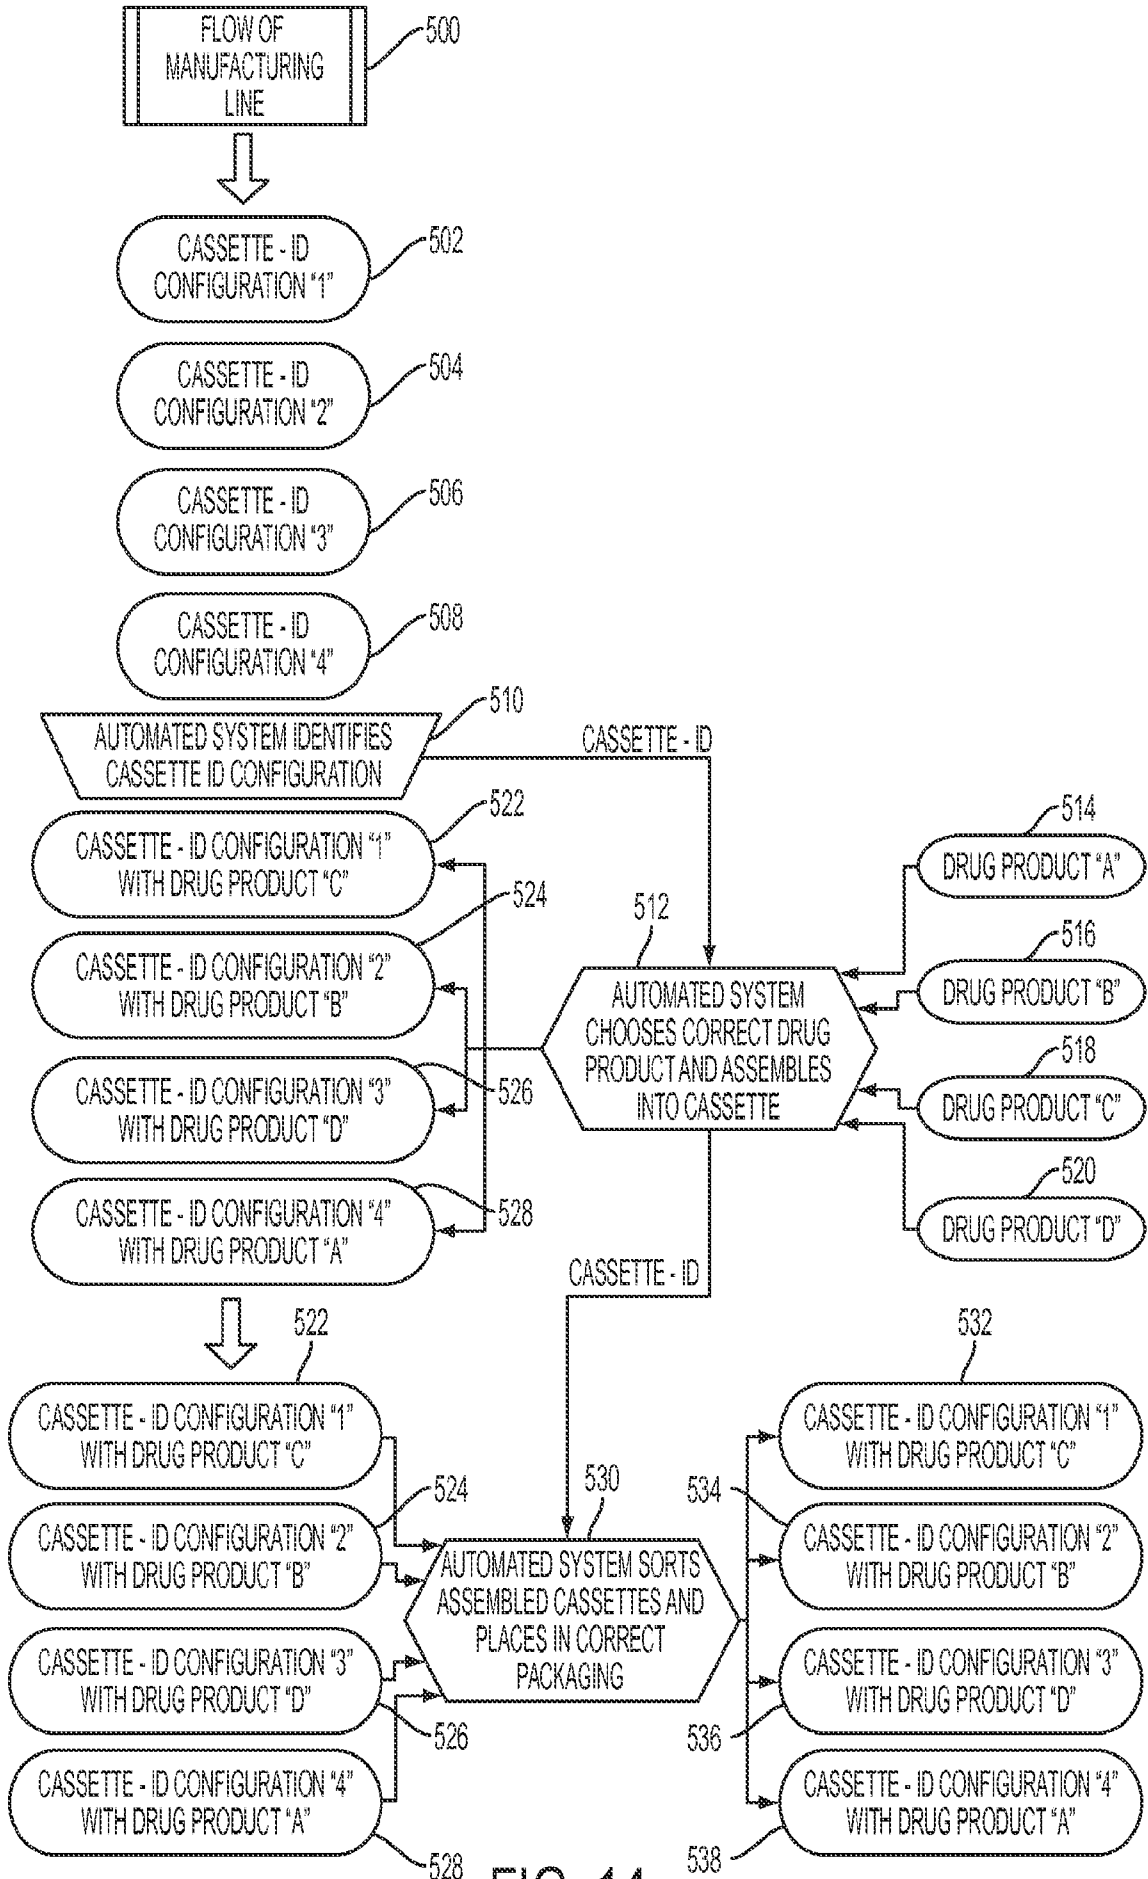 FLOW OF
MANUFACTURING
LINE
500
CASSETTE - ID
CONFIGURATION "1"
502
CASSETTE - ID
CONFIGURATION "2"
504
CASSETTE - ID
CONFIGURATION "3"
506
CASSETTE - ID
CONFIGURATION "4"
508
AUTOMATED SYSTEM IDENTIFIES
CASSETTE ID CONFIGURATION
510
CASSETTE - ID
CASSETTE - ID CONFIGURATION "1"
WITH DRUG PRODUCT "C"
522
CASSETTE - ID CONFIGURATION "2"
WITH DRUG PRODUCT "B"
524
CASSETTE - ID CONFIGURATION "3"
WITH DRUG PRODUCT "D"
526
CASSETTE - ID CONFIGURATION "4"
WITH DRUG PRODUCT "A"
528
512
AUTOMATED SYSTEM
CHOOSES CORRECT DRUG
PRODUCT AND ASSEMBLES
INTO CASSETTE
514
DRUG PRODUCT "A"
516
DRUG PRODUCT "B"
518
DRUG PRODUCT "C"
520
DRUG PRODUCT "D"
CASSETTE - ID
522
CASSETTE - ID CONFIGURATION "1"
WITH DRUG PRODUCT "C"
524
CASSETTE - ID CONFIGURATION "2"
WITH DRUG PRODUCT "B"
CASSETTE - ID CONFIGURATION "3"
WITH DRUG PRODUCT "D"
526
CASSETTE - ID CONFIGURATION "4"
WITH DRUG PRODUCT "A"
528
530
AUTOMATED SYSTEM SORTS
ASSEMBLED CASSETTES AND
PLACES IN CORRECT
PACKAGING
532
CASSETTE - ID CONFIGURATION "1"
WITH DRUG PRODUCT "C"
534
CASSETTE - ID CONFIGURATION "2"
WITH DRUG PRODUCT "B"
CASSETTE - ID CONFIGURATION "3"
WITH DRUG PRODUCT "D"
536
CASSETTE - ID CONFIGURATION "4"
WITH DRUG PRODUCT "A"
538
FIG. 14